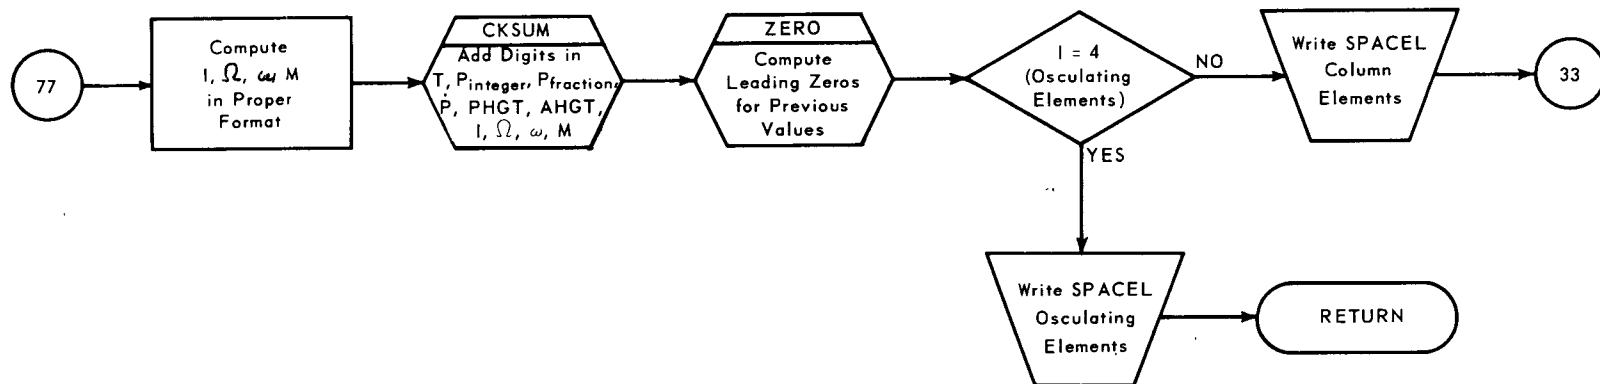 77
Compute
I, Ω, ω, M
in Proper
Format
CKSUM
Add Digits in
T, Pinteger, Pfraction,
Ṗ, PHGT, AHGT,
I, Ω, ω, M
ZERO
Compute
Leading Zeros
for Previous
Values
I = 4
(Osculating
Elements)
NO
YES
Write SPACEL
Column
Elements
33
Write SPACEL
Osculating
Elements
RETURN